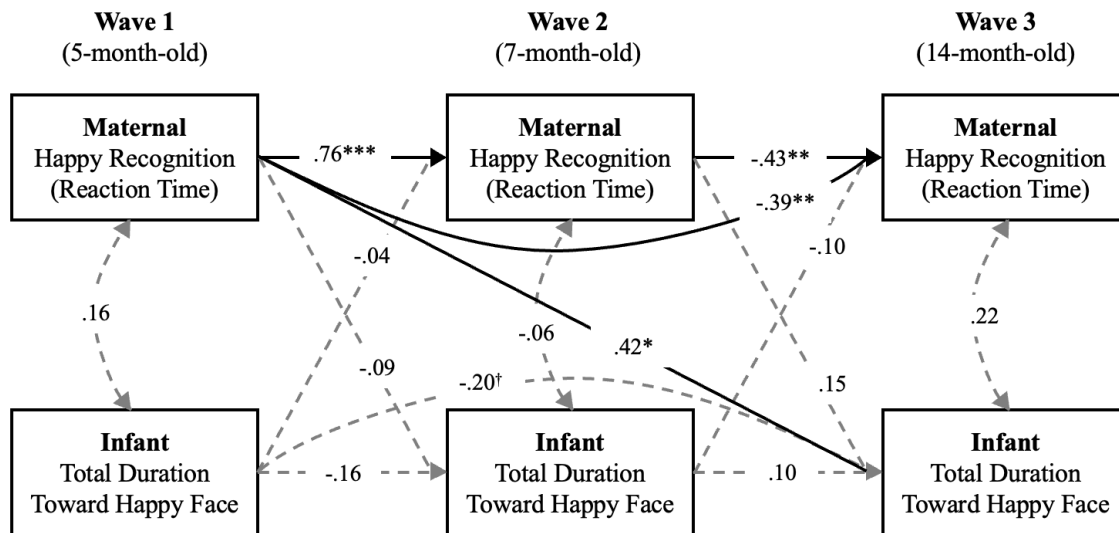 Wave 1
(5-month-old)
Wave 2
(7-month-old)
Wave 3
(14-month-old)
Maternal
Happy Recognition
(Reaction Time)
.76***
Maternal
Happy Recognition
(Reaction Time)
-.43**
-.39**
Maternal
Happy Recognition
(Reaction Time)
-.04
-.10
.16
-.06
.42*
.22
-.09
-.20†
.15
Infant
Total Duration
Toward Happy Face
-.16
Infant
Total Duration
Toward Happy Face
.10
Infant
Total Duration
Toward Happy Face